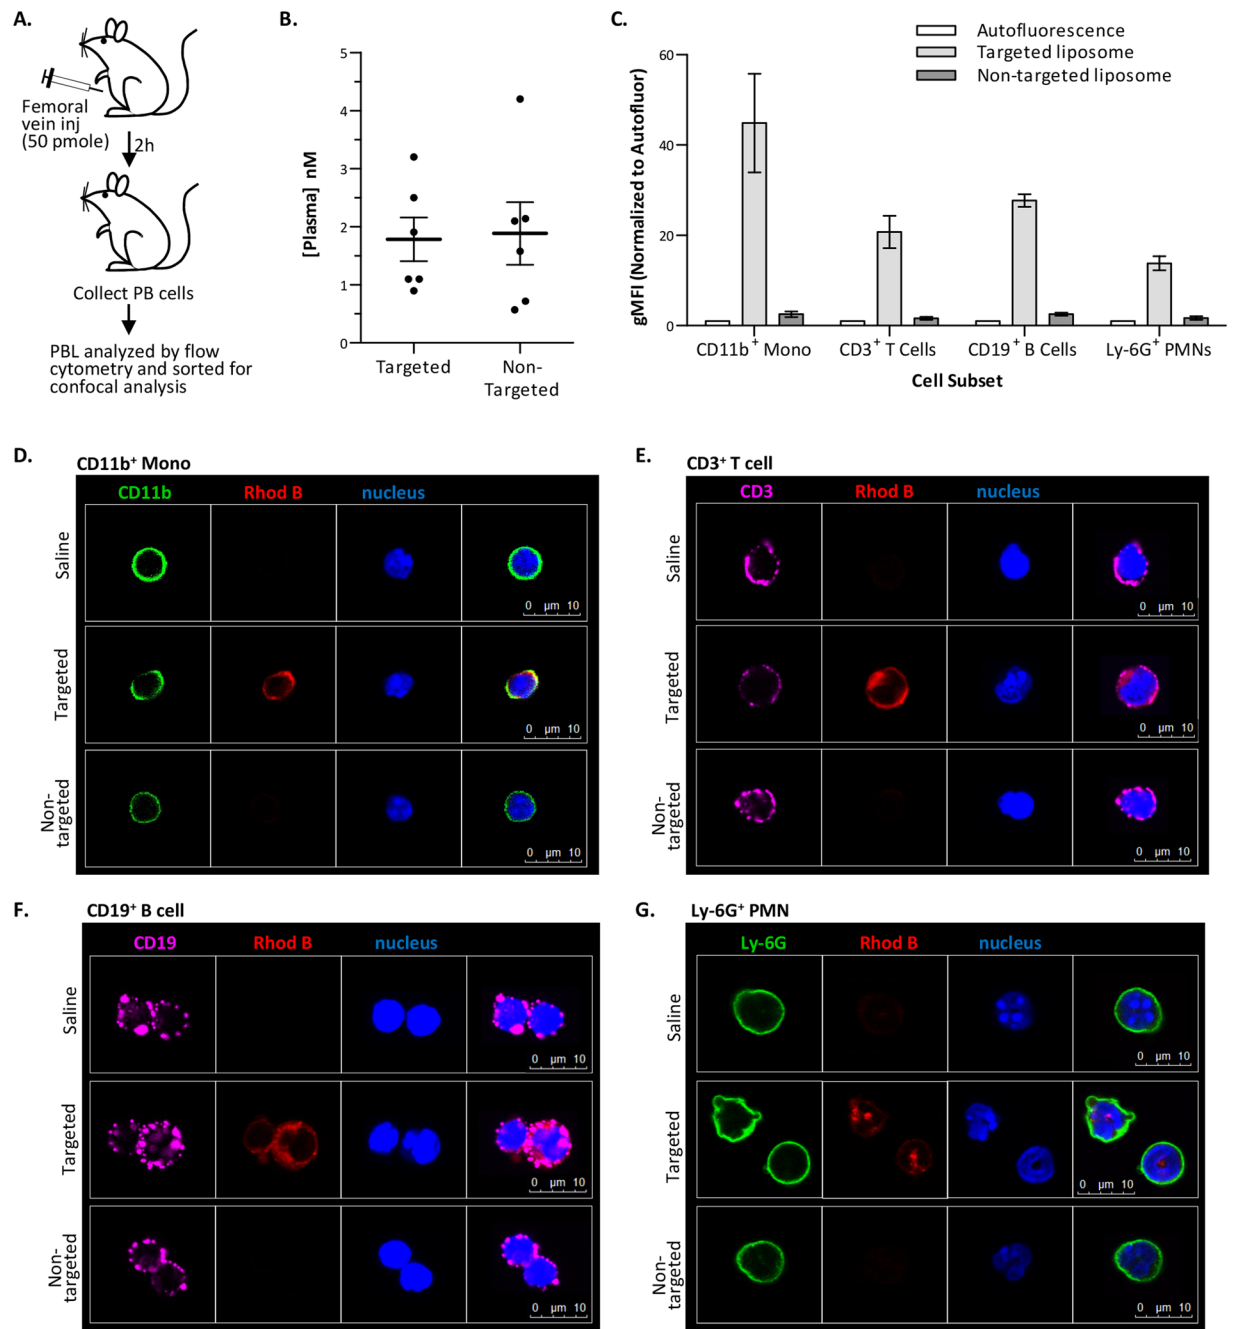 A.
Femoral
vein inj
(50 pmole)
2h
Collect PB cells
PBL analyzed by flow
cytometry and sorted for
confocal analysis
B.
[Plasma] nM
5
4
3
2
1
0
Targeted
Non-
Targeted
C.
Autofluorescence
Targeted liposome
Non-targeted liposome
gMFI (Normalized to Autofluor)
60
40
20
0
CD11b+ Mono
CD3+ T Cells
CD19+ B Cells
Ly-6G+ PMNs
Cell Subset
D.
CD11b+ Mono
CD11b Rhod B nucleus
Saline
0 µm 10
Targeted
0 µm 10
Non-
targeted
0 µm 10
E.
CD3+ T cell
CD3 Rhod B nucleus
Saline
0 µm 10
Targeted
0 µm 10
Non-
targeted
0 µm 10
F.
CD19+ B cell
CD19 Rhod B nucleus
Saline
0 µm 10
Targeted
0 µm 10
Non-
targeted
0 µm 10
G.
Ly-6G+ PMN
Ly-6G Rhod B nucleus
Saline
0 µm 10
Targeted
0 µm 10
Non-
targeted
0 µm 10